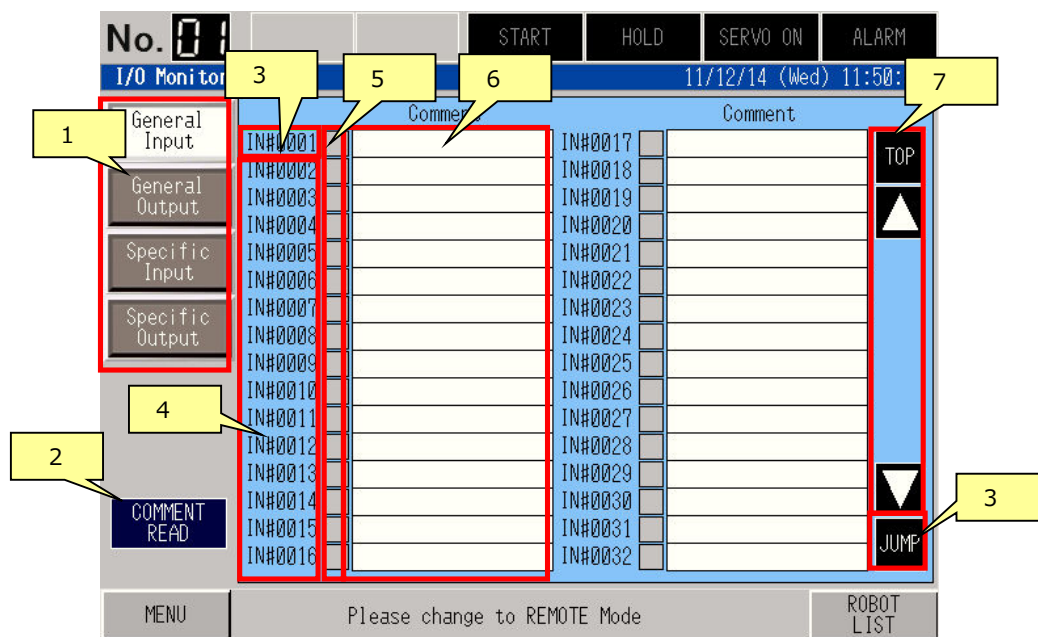 No. 01 START HOLD SERVO ON ALARM
I/O Monitor 11/12/14 (Wed) 11:50:
3 5 6 7
1
2
4
3
General
Input
General
Output
Specific
Input
Specific
Output
COMMENT
READ
Comment Comment
IN#0001 IN#0017
IN#0002 IN#0018
IN#0003 IN#0019
IN#0004 IN#0020
IN#0005 IN#0021
IN#0006 IN#0022
IN#0007 IN#0023
IN#0008 IN#0024
IN#0009 IN#0025
IN#0010 IN#0026
IN#0011 IN#0027
IN#0012 IN#0028
IN#0013 IN#0029
IN#0014 IN#0030
IN#0015 IN#0031
IN#0016 IN#0032
TOP
JUMP
MENU Please change to REMOTE Mode ROBOT
LIST